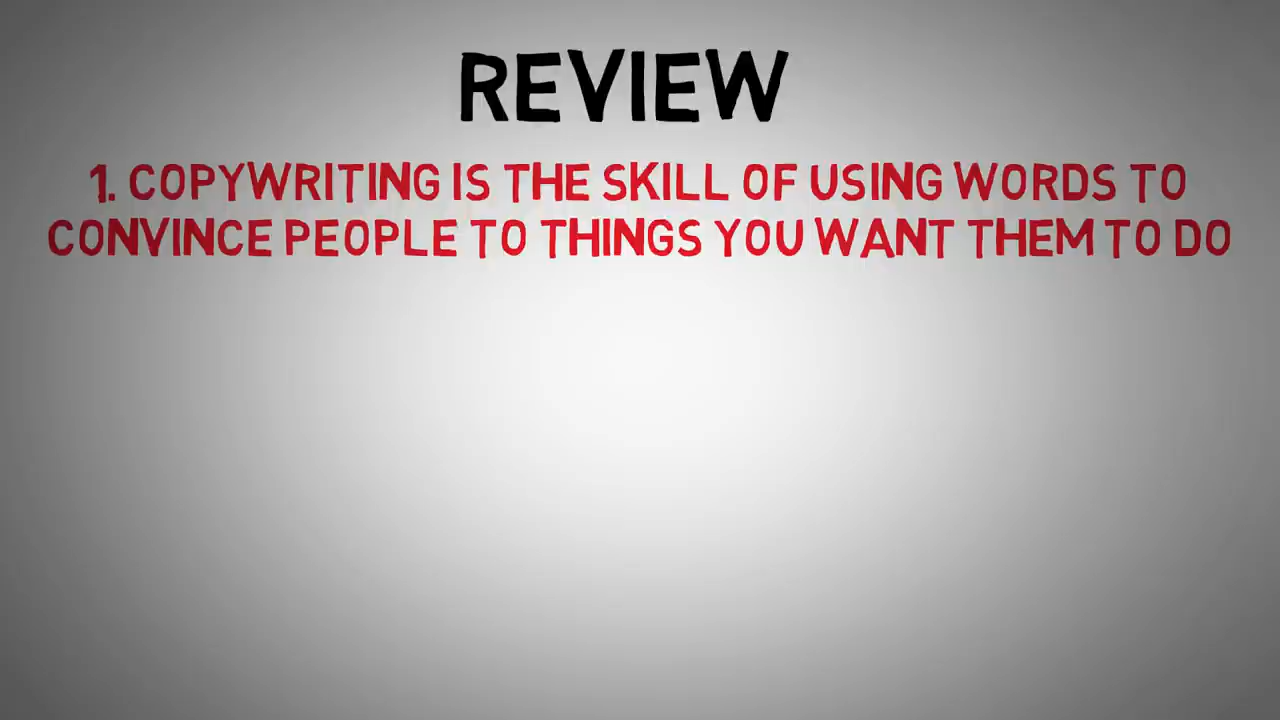 REVIEW
1. COPYWRITING IS THE SKILL OF USING WORDS TO
CONVINCE PEOPLE TO THINGS YOU WANT THEM TO DO